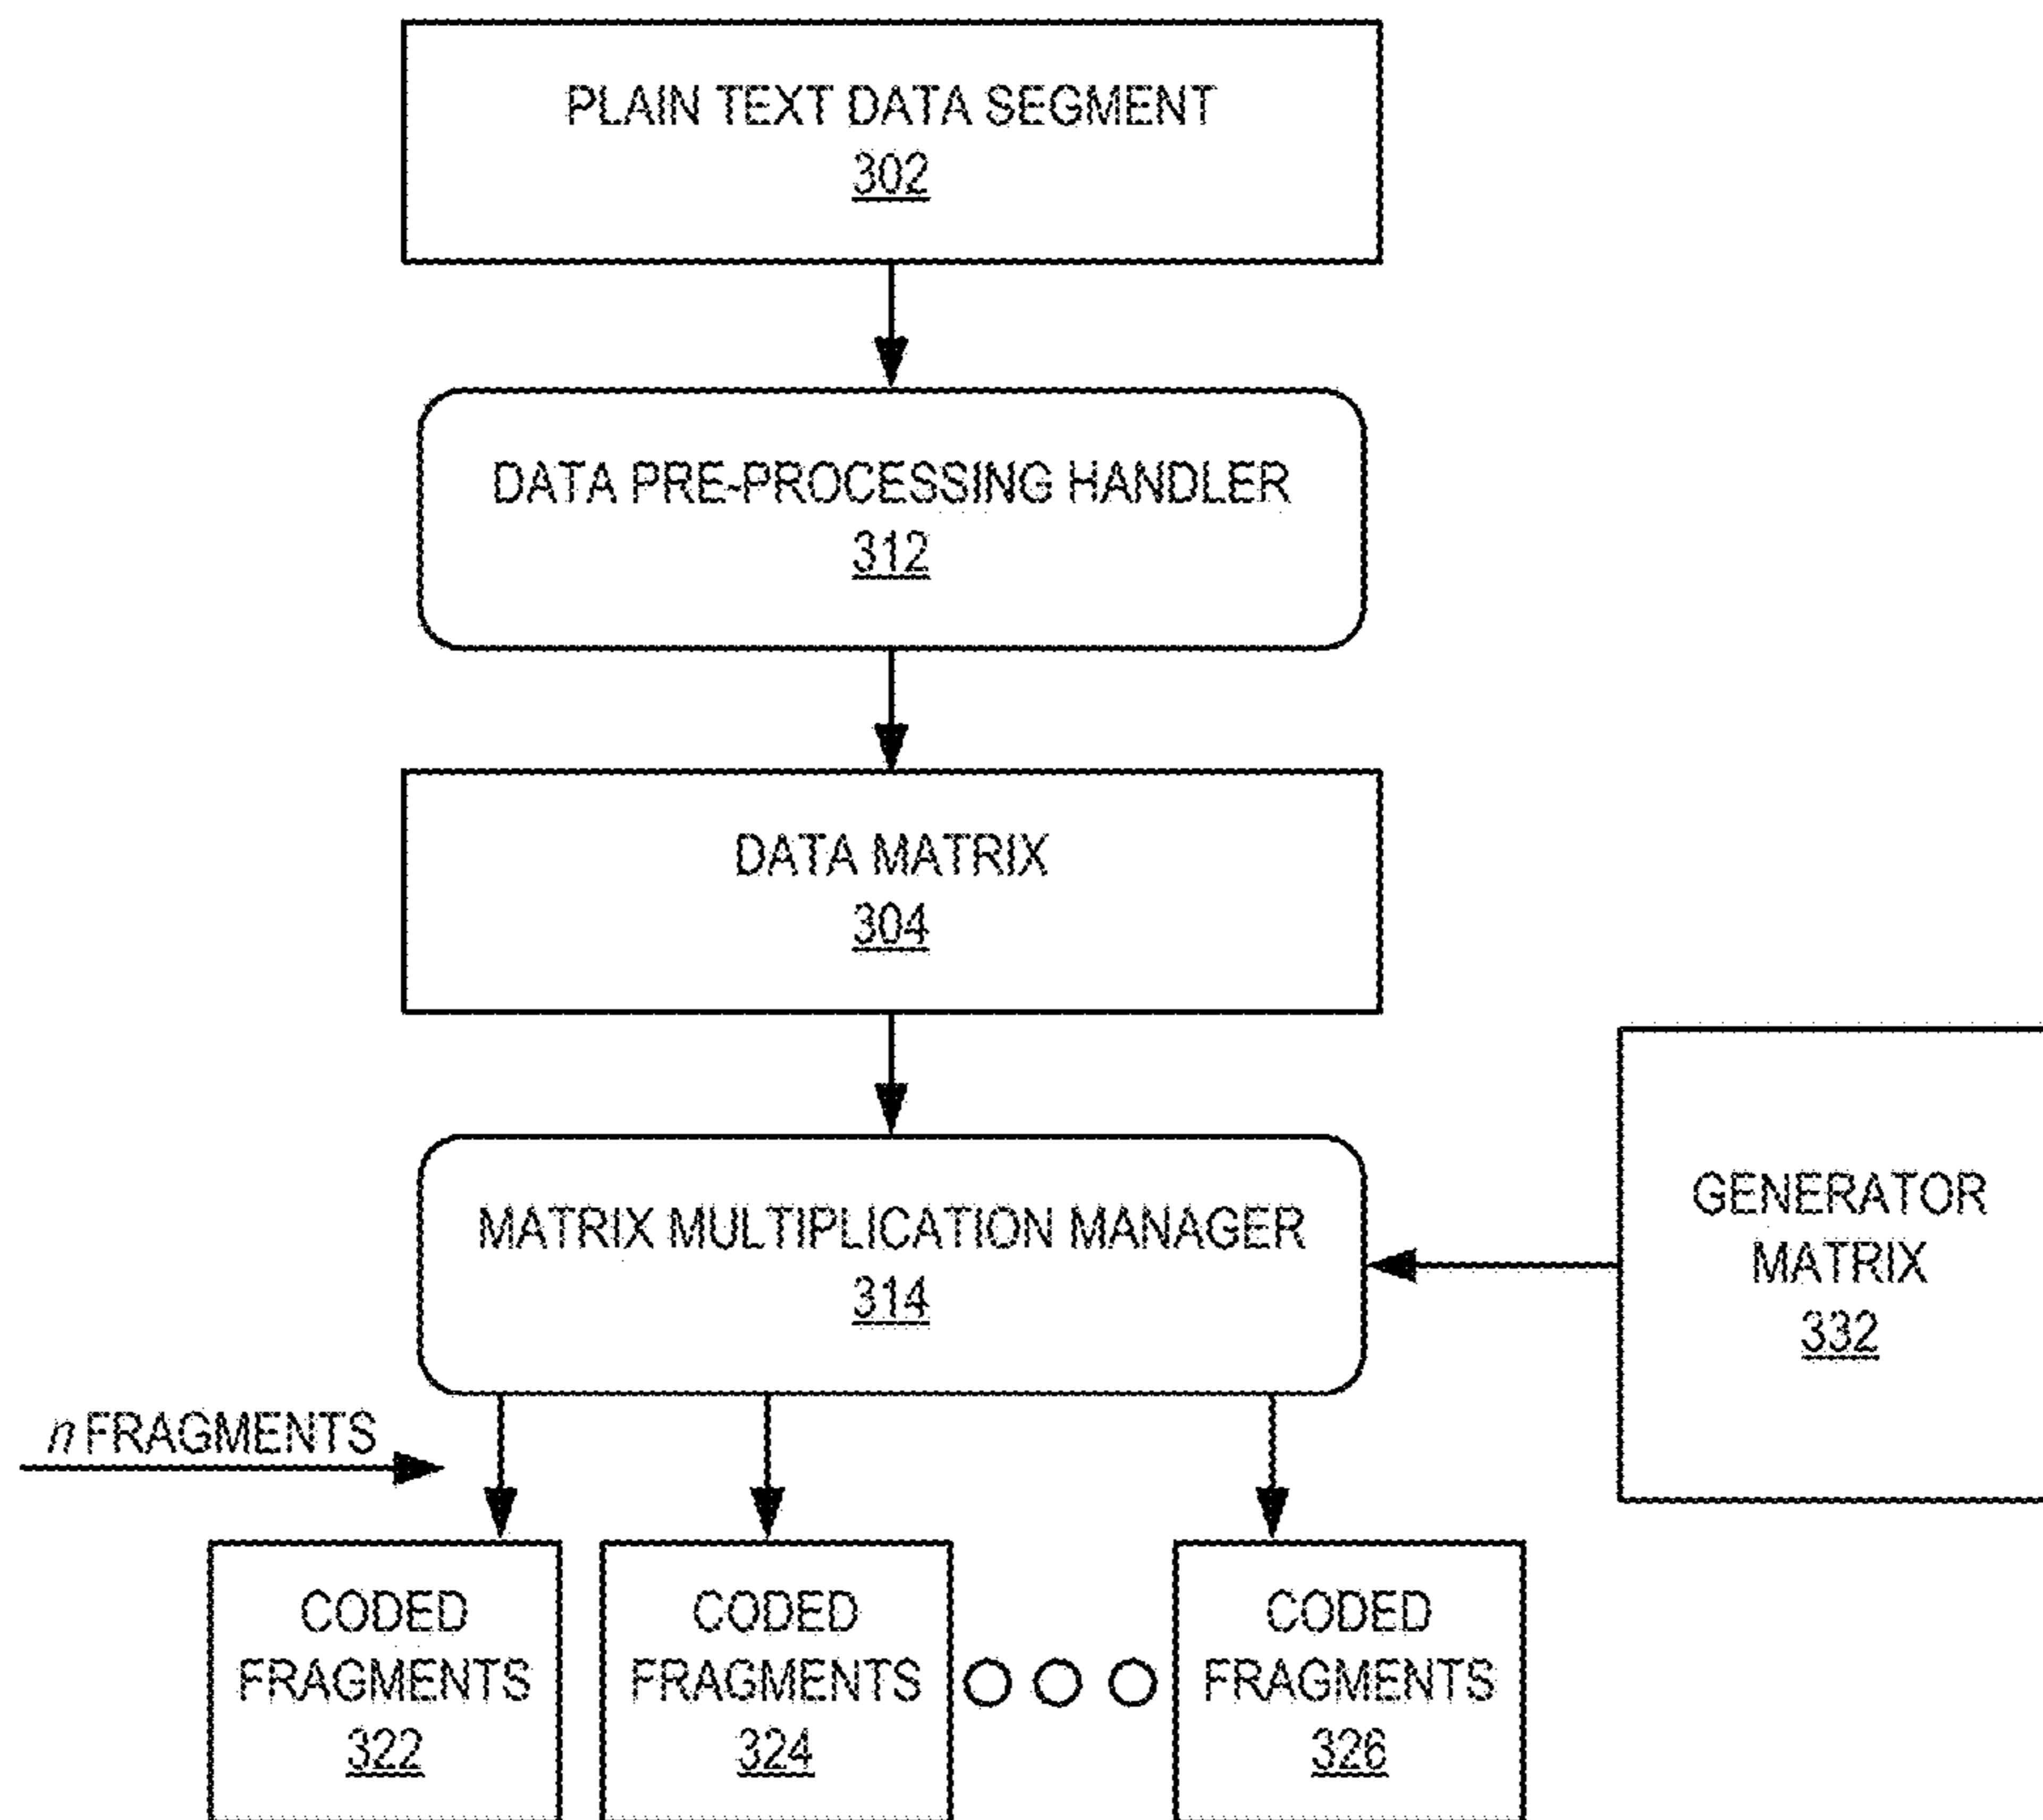 PLAIN TEXT DATA SEGMENT
302
DATA PRE-PROCESSING HANDLER
312
DATA MATRIX
304
MATRIX MULTIPLICATION MANAGER
314
GENERATOR
MATRIX
332
n FRAGMENTS
CODED
FRAGMENTS
322
CODED
FRAGMENTS
324
CODED
FRAGMENTS
326